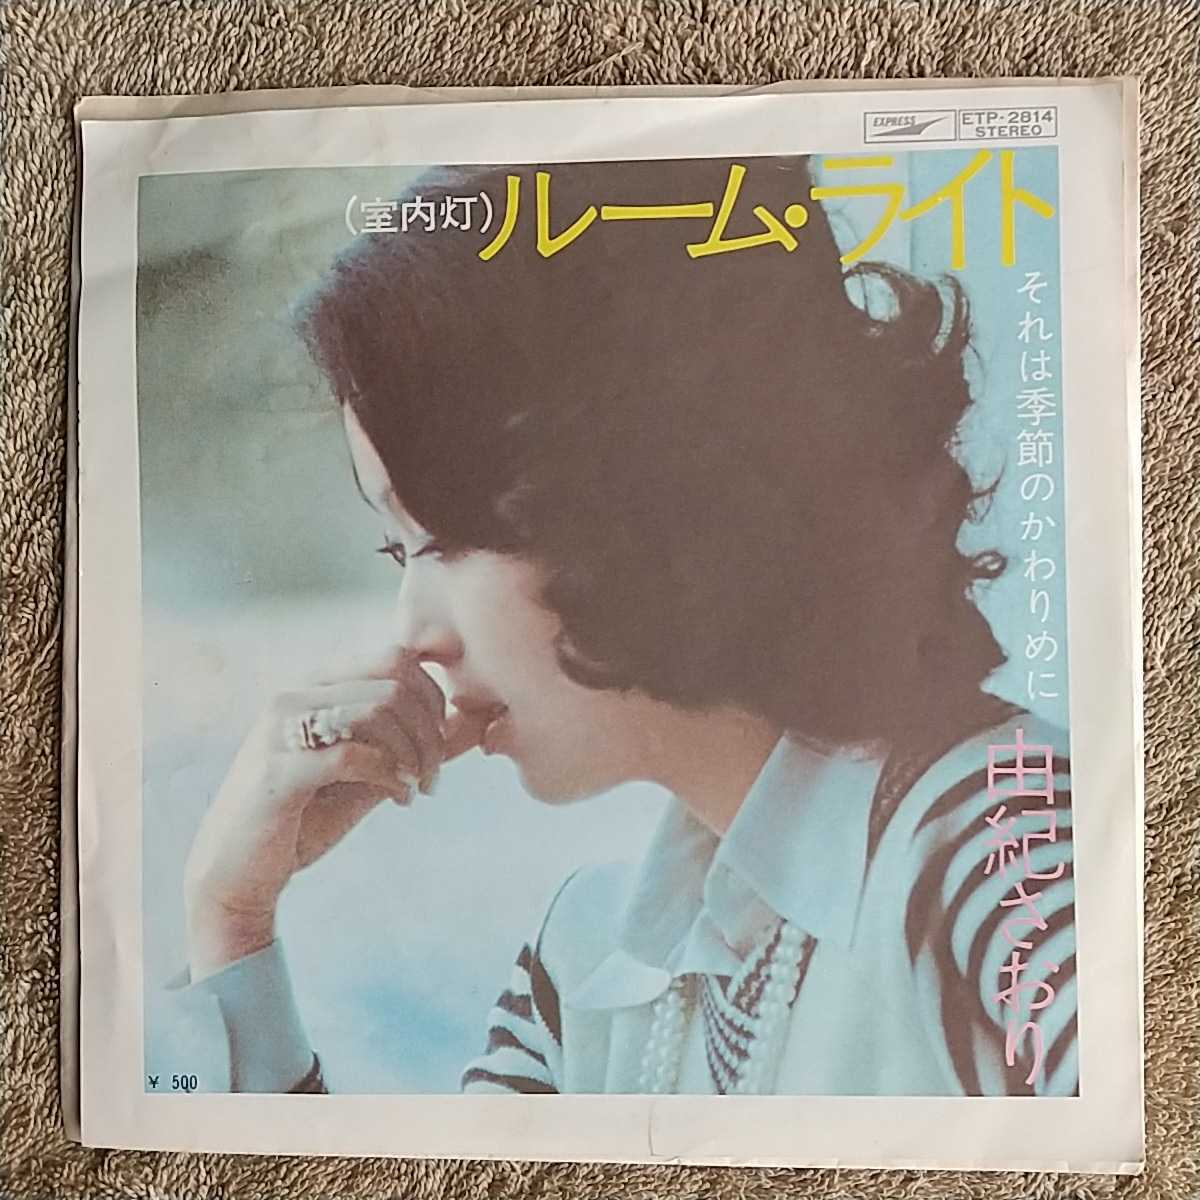 EXPRESS
ETP-2814
STEREO
(室内灯)ルーム・ライト
それは季節のかわりめに
由紀さおり
¥ 500